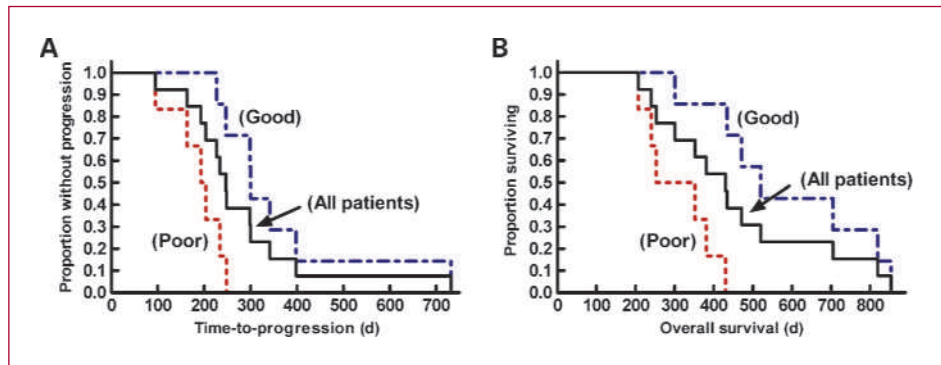 A
Proportion without progression
1.0
0.9
0.8
0.7
0.6
0.5
0.4
0.3
0.2
0.1
0.0
(Good)
(All patients)
(Poor)
0 100 200 300 400 500 600 700
Time-to-progression (d)
B
Proportion surviving
1.0
0.9
0.8
0.7
0.6
0.5
0.4
0.3
0.2
0.1
0.0
(Good)
(All patients)
(Poor)
0 100 200 300 400 500 600 700 800
Overall survival (d)